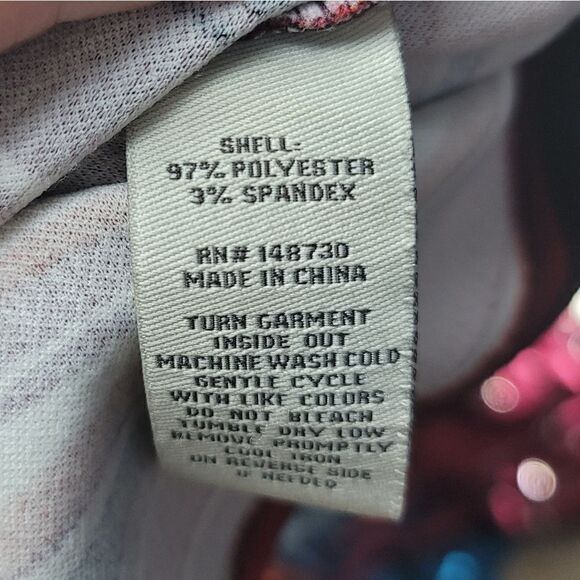 SHELL:
97% POLYESTER
3% SPANDEX
RN# 148730
MADE IN CHINA
TURN GARMENT
INSIDE OUT
MACHINE WASH COLD
GENTLE CYCLE
WITH LIKE COLORS
DO NOT BLEACH
TUMBLE DRY LOW
REMOVE PROMPTLY
COOL IRON
ON REVERSE SIDE
IF NEEDED